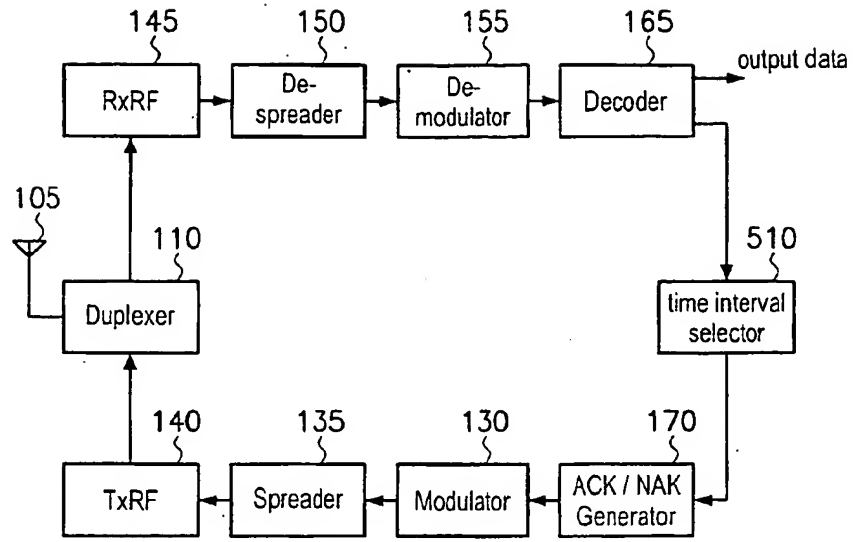 145
150
155
165
RxRF
De-
spreader
De-
modulator
Decoder
output data
105
110
Duplexer
510
time interval
selector
140
135
130
170
TxRF
Spreader
Modulator
ACK / NAK
Generator